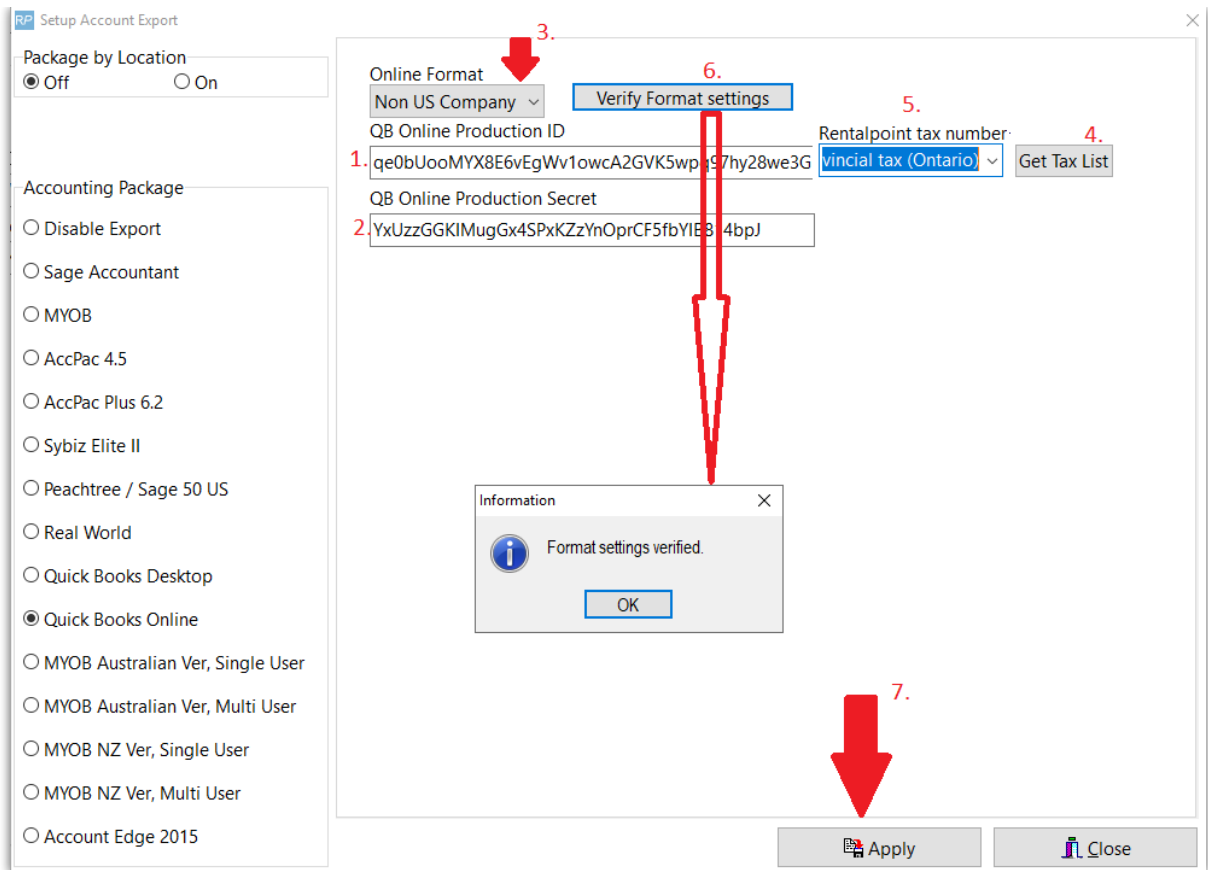 RP Setup Account Export
3.
Package by Location
Off On
Online Format
6.
Non US Company
Verify Format settings
5.
QB Online Production ID
Rentalpoint tax number
4.
1.
vincial tax (Ontario)
Get Tax List
Accounting Package
QB Online Production Secret
2.
Disable Export
Sage Accountant
MYOB
AccPac 4.5
AccPac Plus 6.2
Sybiz Elite II
Peachtree / Sage 50 US
Information
Real World
Format settings verified.
Quick Books Desktop
OK
Quick Books Online
MYOB Australian Ver, Single User
MYOB Australian Ver, Multi User
7.
MYOB NZ Ver, Single User
MYOB NZ Ver, Multi User
Account Edge 2015
Apply
Close